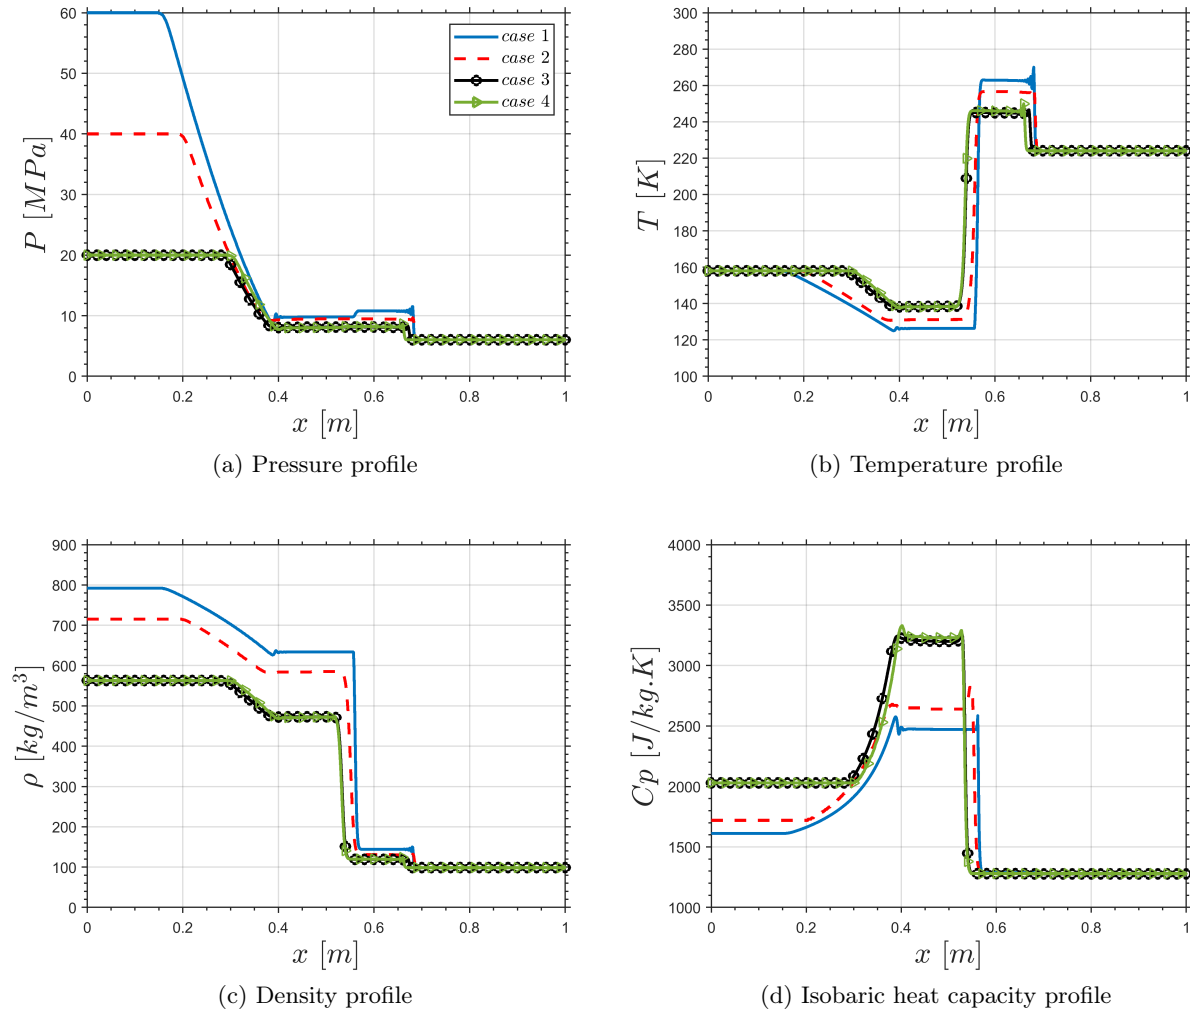 60
50
40
30
20
10
0
P [MPa]
case 1
case 2
case 3
case 4
0 0.2 0.4 0.6 0.8 1
x [m]
(a) Pressure profile
300
280
260
240
220
200
180
160
140
120
100
T [K]
0 0.2 0.4 0.6 0.8 1
x [m]
(b) Temperature profile
900
800
700
600
500
400
300
200
100
0
ρ [kg/m³]
0 0.2 0.4 0.6 0.8 1
x [m]
(c) Density profile
4000
3500
3000
2500
2000
1500
1000
Cp [J/kg.K]
0 0.2 0.4 0.6 0.8 1
x [m]
(d) Isobaric heat capacity profile